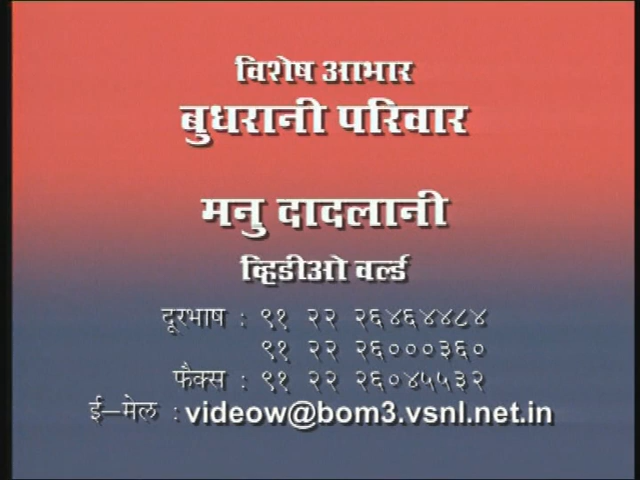 विशेष आभार
बुधरानी परिवार
मनु दादलानी
व्हिडीओ वर्ल्ड
दूरभाष : ९१ २२ २६४६४४८४
९१ २२ २६०००३६०
फैक्स : ९१ २२ २६०४५५३२
ई-मेल : videow@bom3.vsnl.net.in